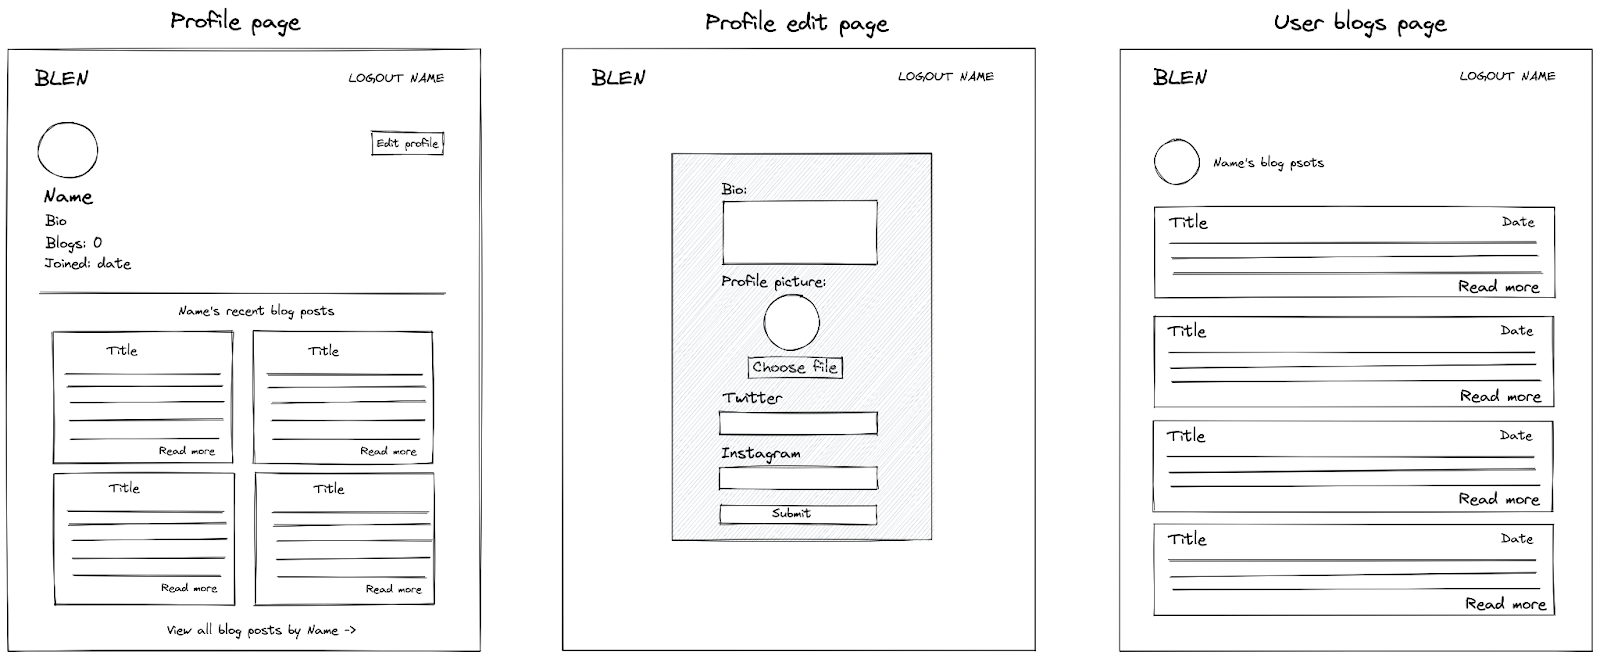 Profile page
BLEN
LOGOUT NAME
Edit profile
Name
Bio
Blogs: 0
Joined: date
Name's recent blog posts
Title
Read more
Title
Read more
Title
Read more
Title
Read more
View all blog posts by Name ->
Profile edit page
BLEN
LOGOUT NAME
Bio:
Profile picture:
Choose file
Twitter
Instagram
Submit
User blogs page
BLEN
LOGOUT NAME
Name's blog psots
Title
Date
Read more
Title
Date
Read more
Title
Date
Read more
Title
Date
Read more